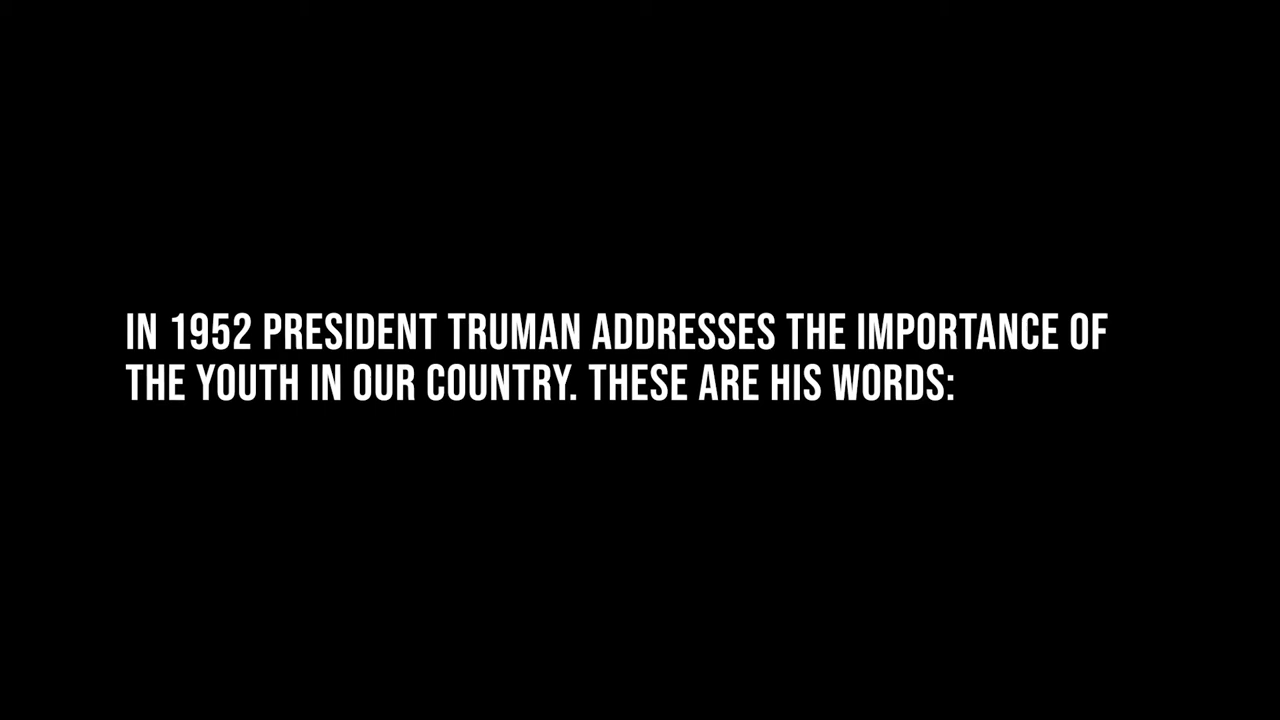 IN 1952 PRESIDENT TRUMAN ADDRESSES THE IMPORTANCE OF
THE YOUTH IN OUR COUNTRY. THESE ARE HIS WORDS: